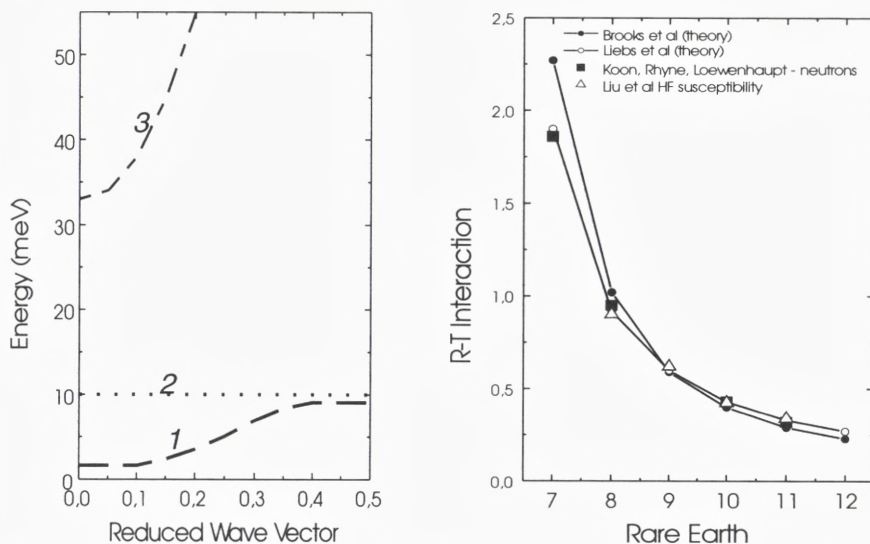 50
40
30
20
10
0
3
2
1
0,0 0,1 0,2 0,3 0,4 0,5
Energy (meV)
Reduced Wave Vector
2,5
2,0
1,5
1,0
0,5
0,0
Brooks et al (theory)
Liebs et al (theory)
Koon, Rhyne, Loewenhaupt - neutrons
Liu et al HF susceptibility
7 8 9 10 11 12
R-T Interaction
Rare Earth